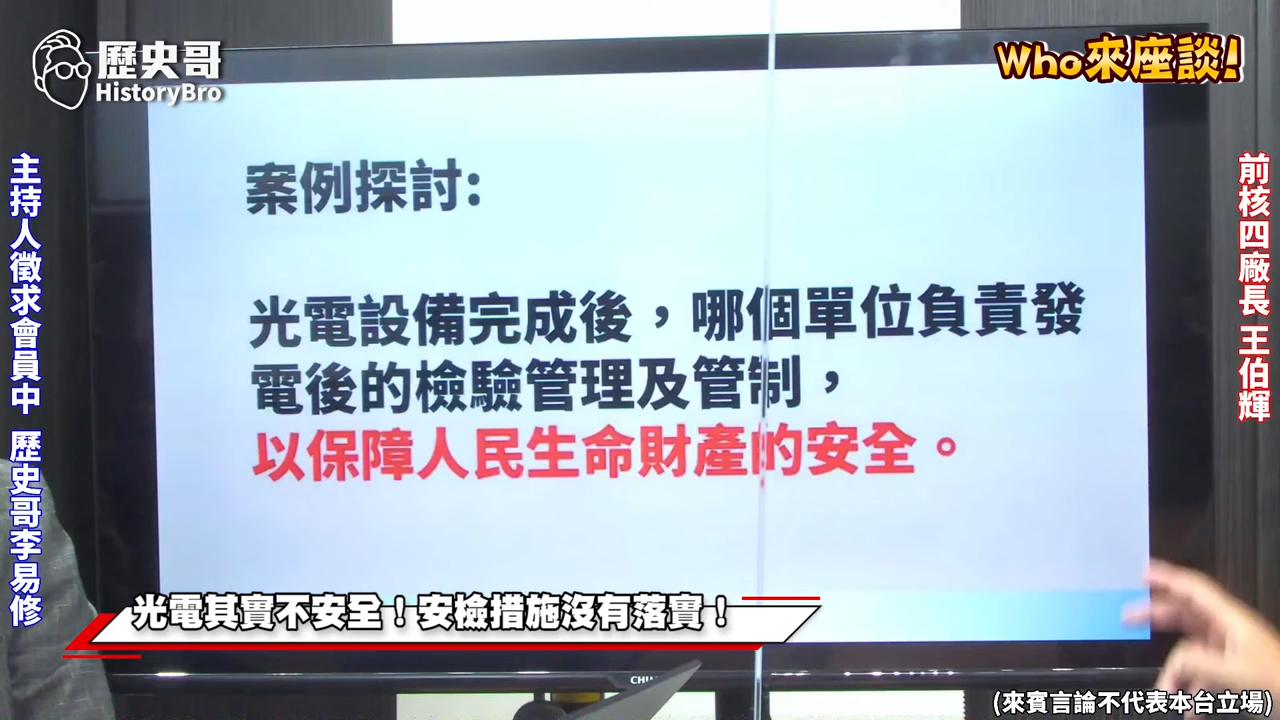 歷史哥
HistoryBro
Who來座談!
主持人徵求會員中 歷史哥李易修
前核四廠長 王伯輝
案例探討:
光電設備完成後，哪個單位負責發
電後的檢驗管理及管制，
以保障人民生命財產的安全。
光電其實不安全！安檢措施沒有落實！
(來賓言論不代表本台立場)